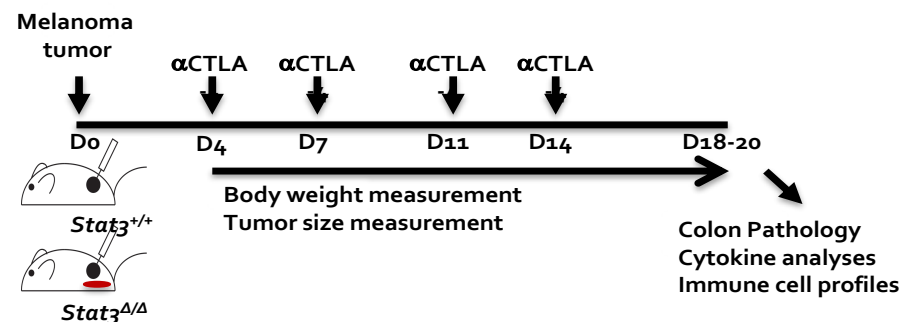 Melanoma
tumor
αCTLA αCTLA αCTLA αCTLA
D0 D4 D7 D11 D14 D18-20
Body weight measurement
Tumor size measurement
Stat3+/+
Stat3Δ/Δ
Colon Pathology
Cytokine analyses
Immune cell profiles